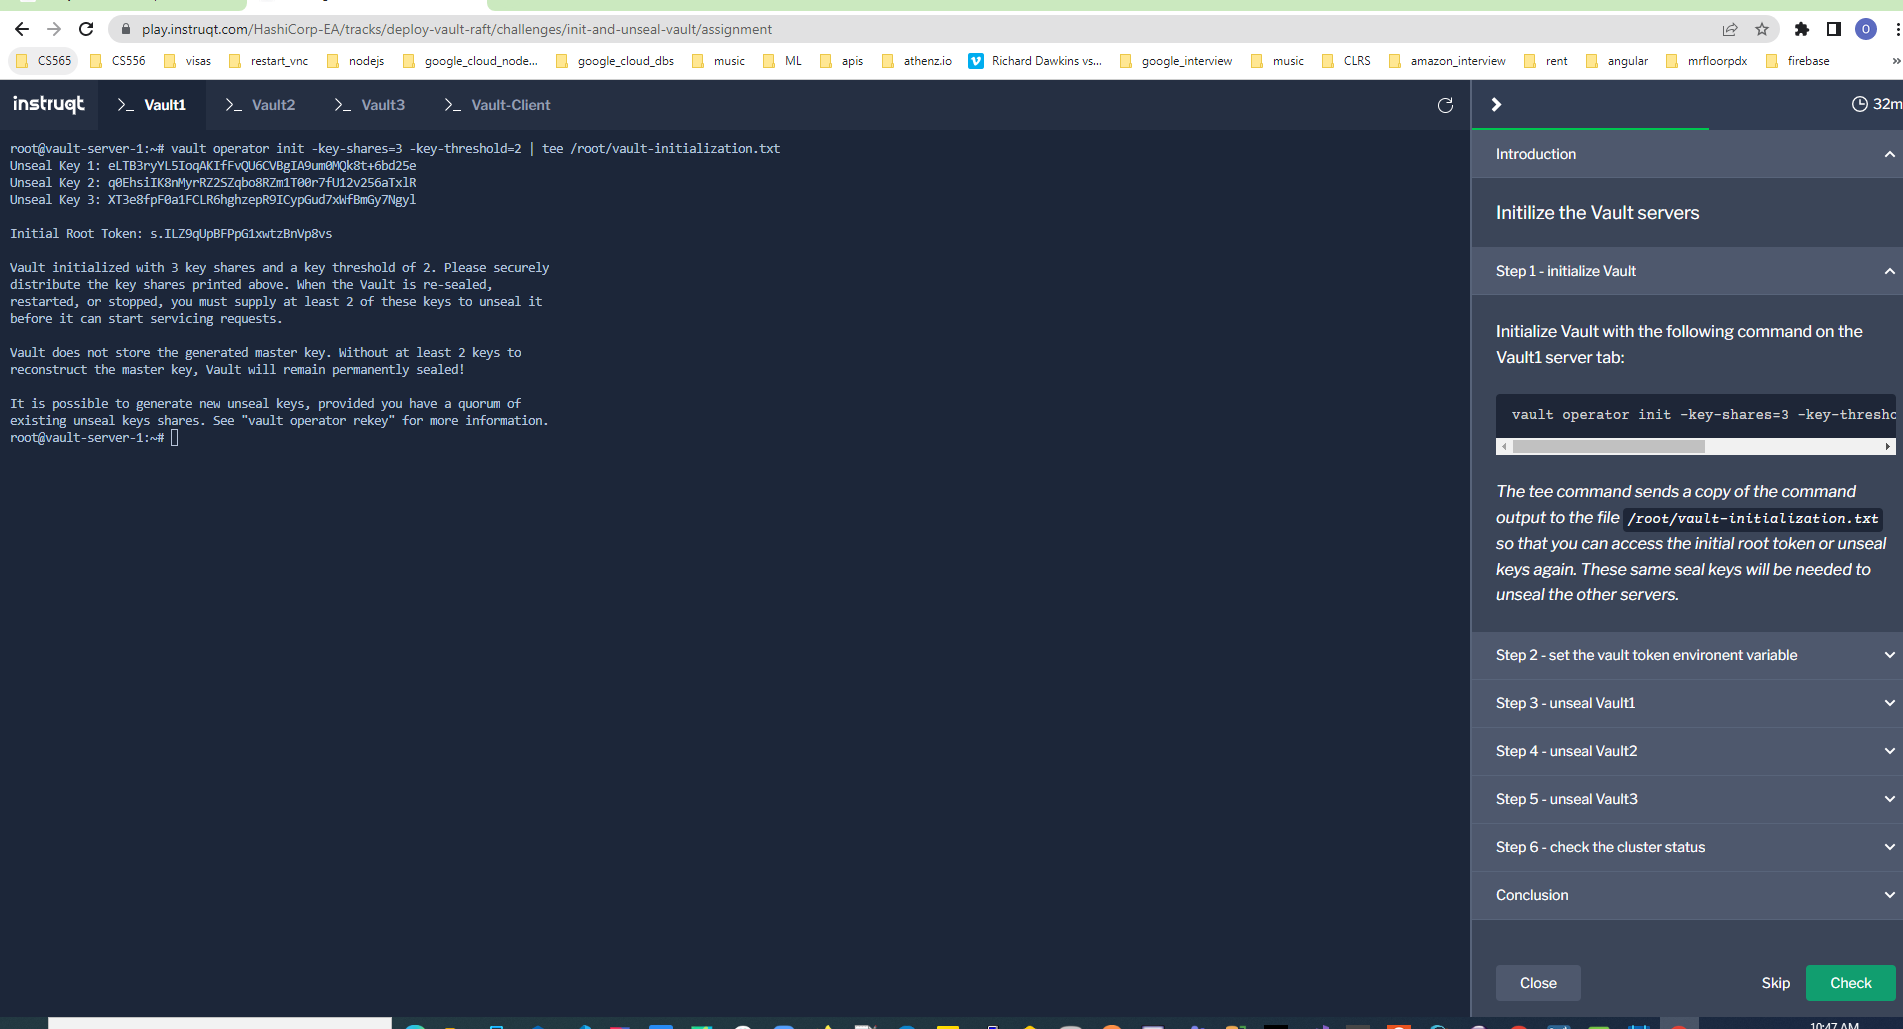 play.instruqt.com/HashiCorp-EA/tracks/deploy-vault-raft/challenges/init-and-unseal-vault/assignment
O
CS565 CS556 visas restart_vnc nodejs google_cloud_node... google_cloud_dbs music ML apis athenz.io Richard Dawkins vs... google_interview music CLRS amazon_interview rent angular mrfloorpdx firebase »
instruqt >_ Vault1 >_ Vault2 >_ Vault3 >_ Vault-Client
32m
root@vault-server-1:~# vault operator init -key-shares=3 -key-threshold=2 | tee /root/vault-initialization.txt
Unseal Key 1: eLTB3ryYL5IoqAKIfFvQU6CVBgIA9um0MQk8t+6bd25e
Unseal Key 2: q0EhsiIK8nMyrRZ2SZqbo8RZm1T00r7fU12v256aTxlR
Unseal Key 3: XT3e8fpF0a1FCLR6hghzepR9ICypGud7xWfBmGy7Ngyl
Initial Root Token: s.ILZ9qUpBFPpG1xwtzBnVp8vs
Vault initialized with 3 key shares and a key threshold of 2. Please securely
distribute the key shares printed above. When the Vault is re-sealed,
restarted, or stopped, you must supply at least 2 of these keys to unseal it
before it can start servicing requests.
Vault does not store the generated master key. Without at least 2 keys to
reconstruct the master key, Vault will remain permanently sealed!
It is possible to generate new unseal keys, provided you have a quorum of
existing unseal keys shares. See "vault operator rekey" for more information.
root@vault-server-1:~#
Introduction
Initilize the Vault servers
Step 1 - initialize Vault
Initialize Vault with the following command on the
Vault1 server tab:
vault operator init -key-shares=3 -key-thresho
The tee command sends a copy of the command
output to the file /root/vault-initialization.txt
so that you can access the initial root token or unseal
keys again. These same seal keys will be needed to
unseal the other servers.
Step 2 - set the vault token environent variable
Step 3 - unseal Vault1
Step 4 - unseal Vault2
Step 5 - unseal Vault3
Step 6 - check the cluster status
Conclusion
Close Skip Check
10:47 AM